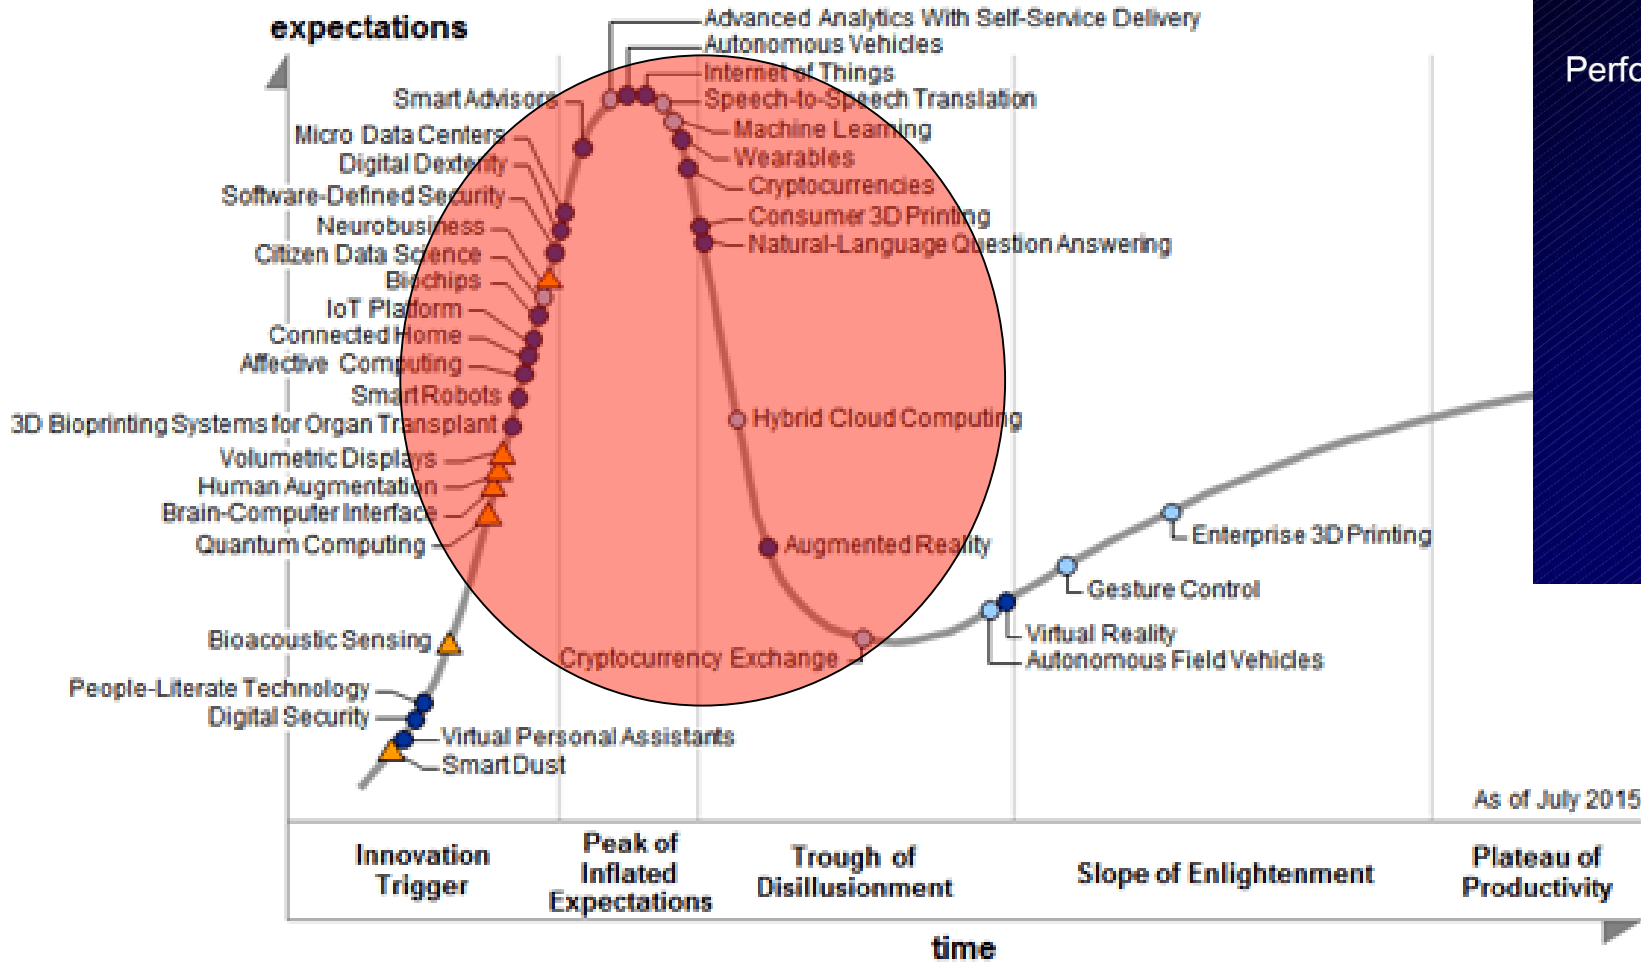 expectations
Advanced Analytics With Self-Service Delivery
Autonomous Vehicles
Internet of Things
Speech-to-Speech Translation
Machine Learning
Wearables
Cryptocurrencies
Consumer 3D Printing
Natural-Language Question Answering
Smart Advisors
Micro Data Centers
Digital Dexterity
Software-Defined Security
Neurobusiness
Citizen Data Science
Biochips
IoT Platform
Connected Home
Affective Computing
Smart Robots
3D Bioprinting Systems for Organ Transplant
Volumetric Displays
Human Augmentation
Brain-Computer Interface
Quantum Computing
Bioacoustic Sensing
People-Literate Technology
Digital Security
Virtual Personal Assistants
Smart Dust
Hybrid Cloud Computing
Augmented Reality
Cryptocurrency Exchange
Enterprise 3D Printing
Gesture Control
Virtual Reality
Autonomous Field Vehicles
Perfo
As of July 2015
Innovation
Trigger
Peak of
Inflated
Expectations
Trough of
Disillusionment
Slope of Enlightenment
Plateau of
Productivity
time